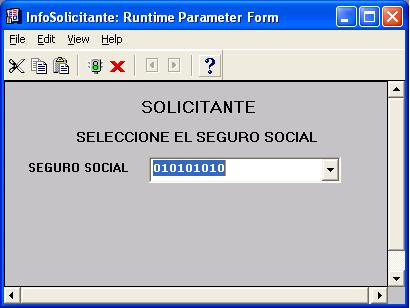 InfoSolicitante: Runtime Parameter Form
File Edit View Help
?
SOLICITANTE
SELECCIONE EL SEGURO SOCIAL
SEGURO SOCIAL 010101010